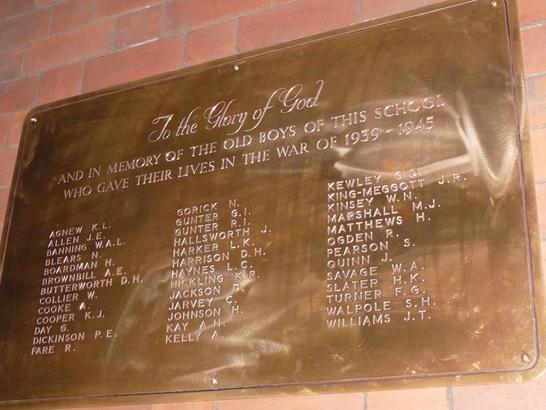 To the Glory of God
AND IN MEMORY OF THE OLD BOYS OF THIS SCHOOL
WHO GAVE THEIR LIVES IN THE WAR OF 1939-1945
AGNEW K.L.
ALLEN J.E.
BANNING W.A.L.
BLEARS N.
BOARDMAN H.
BROWNBILL A.E.
BUTTERWORTH D.H.
COLLIER W.
COOKE A.
COOPER K.J.
DAY G.
DICKINSON P.E.
FARE R.
GORICK N.
GUNTER G.I.
GUNTER R.I.
HALLSWORTH J.
HARKER L.K.
HARRISON D.H.
HAYNES L.C.
HICKLING
JACKSON D.
JARVEY C.
JOHNSON H.
KAY A.H.
KELLY A.
KEWLEY
KING-MEGGOTT J.R.
KINSEY W.N.
MARSHALL M.J.
MATTHEWS H.
OGDEN R.
PEARSON S.
QUINN J.
SAVAGE W.A.
SLATER H.K.
TURNER F.G.
WALPOLE S.H.
WILLIAMS J.T.